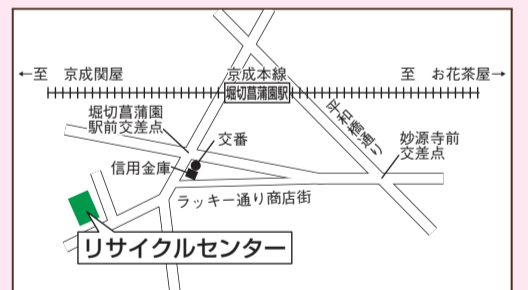 ←至 京成関屋
京成本線
至 お花茶屋→
堀切菖蒲園駅
堀切菖蒲園
駅前交差点
交番
平和橋通り
妙源寺前
交差点
信用金庫
ラッキー通り商店街
リサイクルセンター